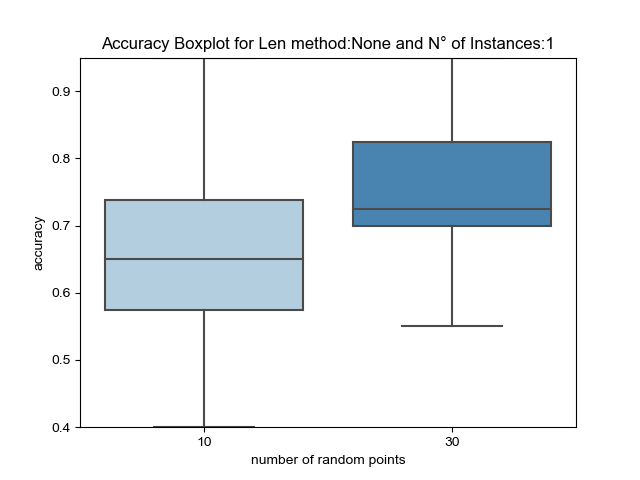 Accuracy Boxplot for Len method:None and N° of Instances:1
0.9
0.8
0.7
0.6
0.5
0.4
accuracy
10 30
number of random points